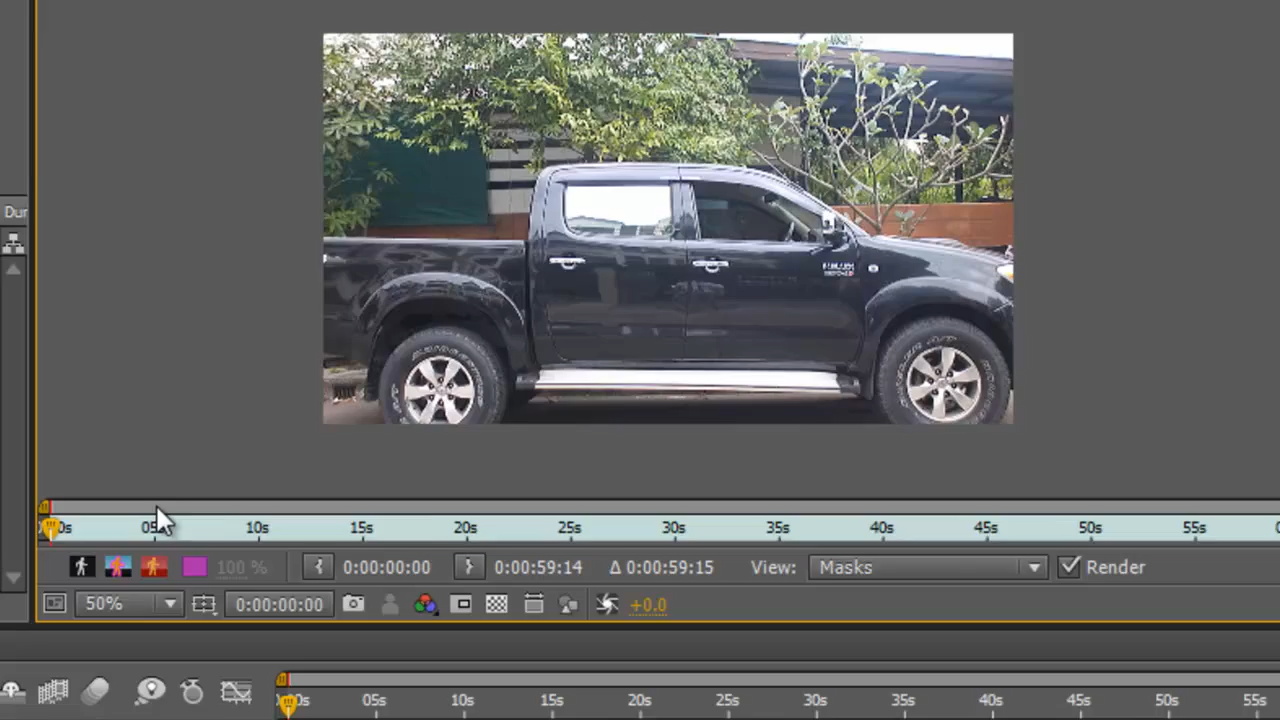 Dur
0s 05s 10s 15s 20s 25s 30s 35s 40s 45s 50s 55s
100 % 0:00:00:00 0:00:59:14 Δ 0:00:59:15 View: Masks Render
50% 0:00:00:00 +0.0
00s 05s 10s 15s 20s 25s 30s 35s 40s 45s 50s 55s